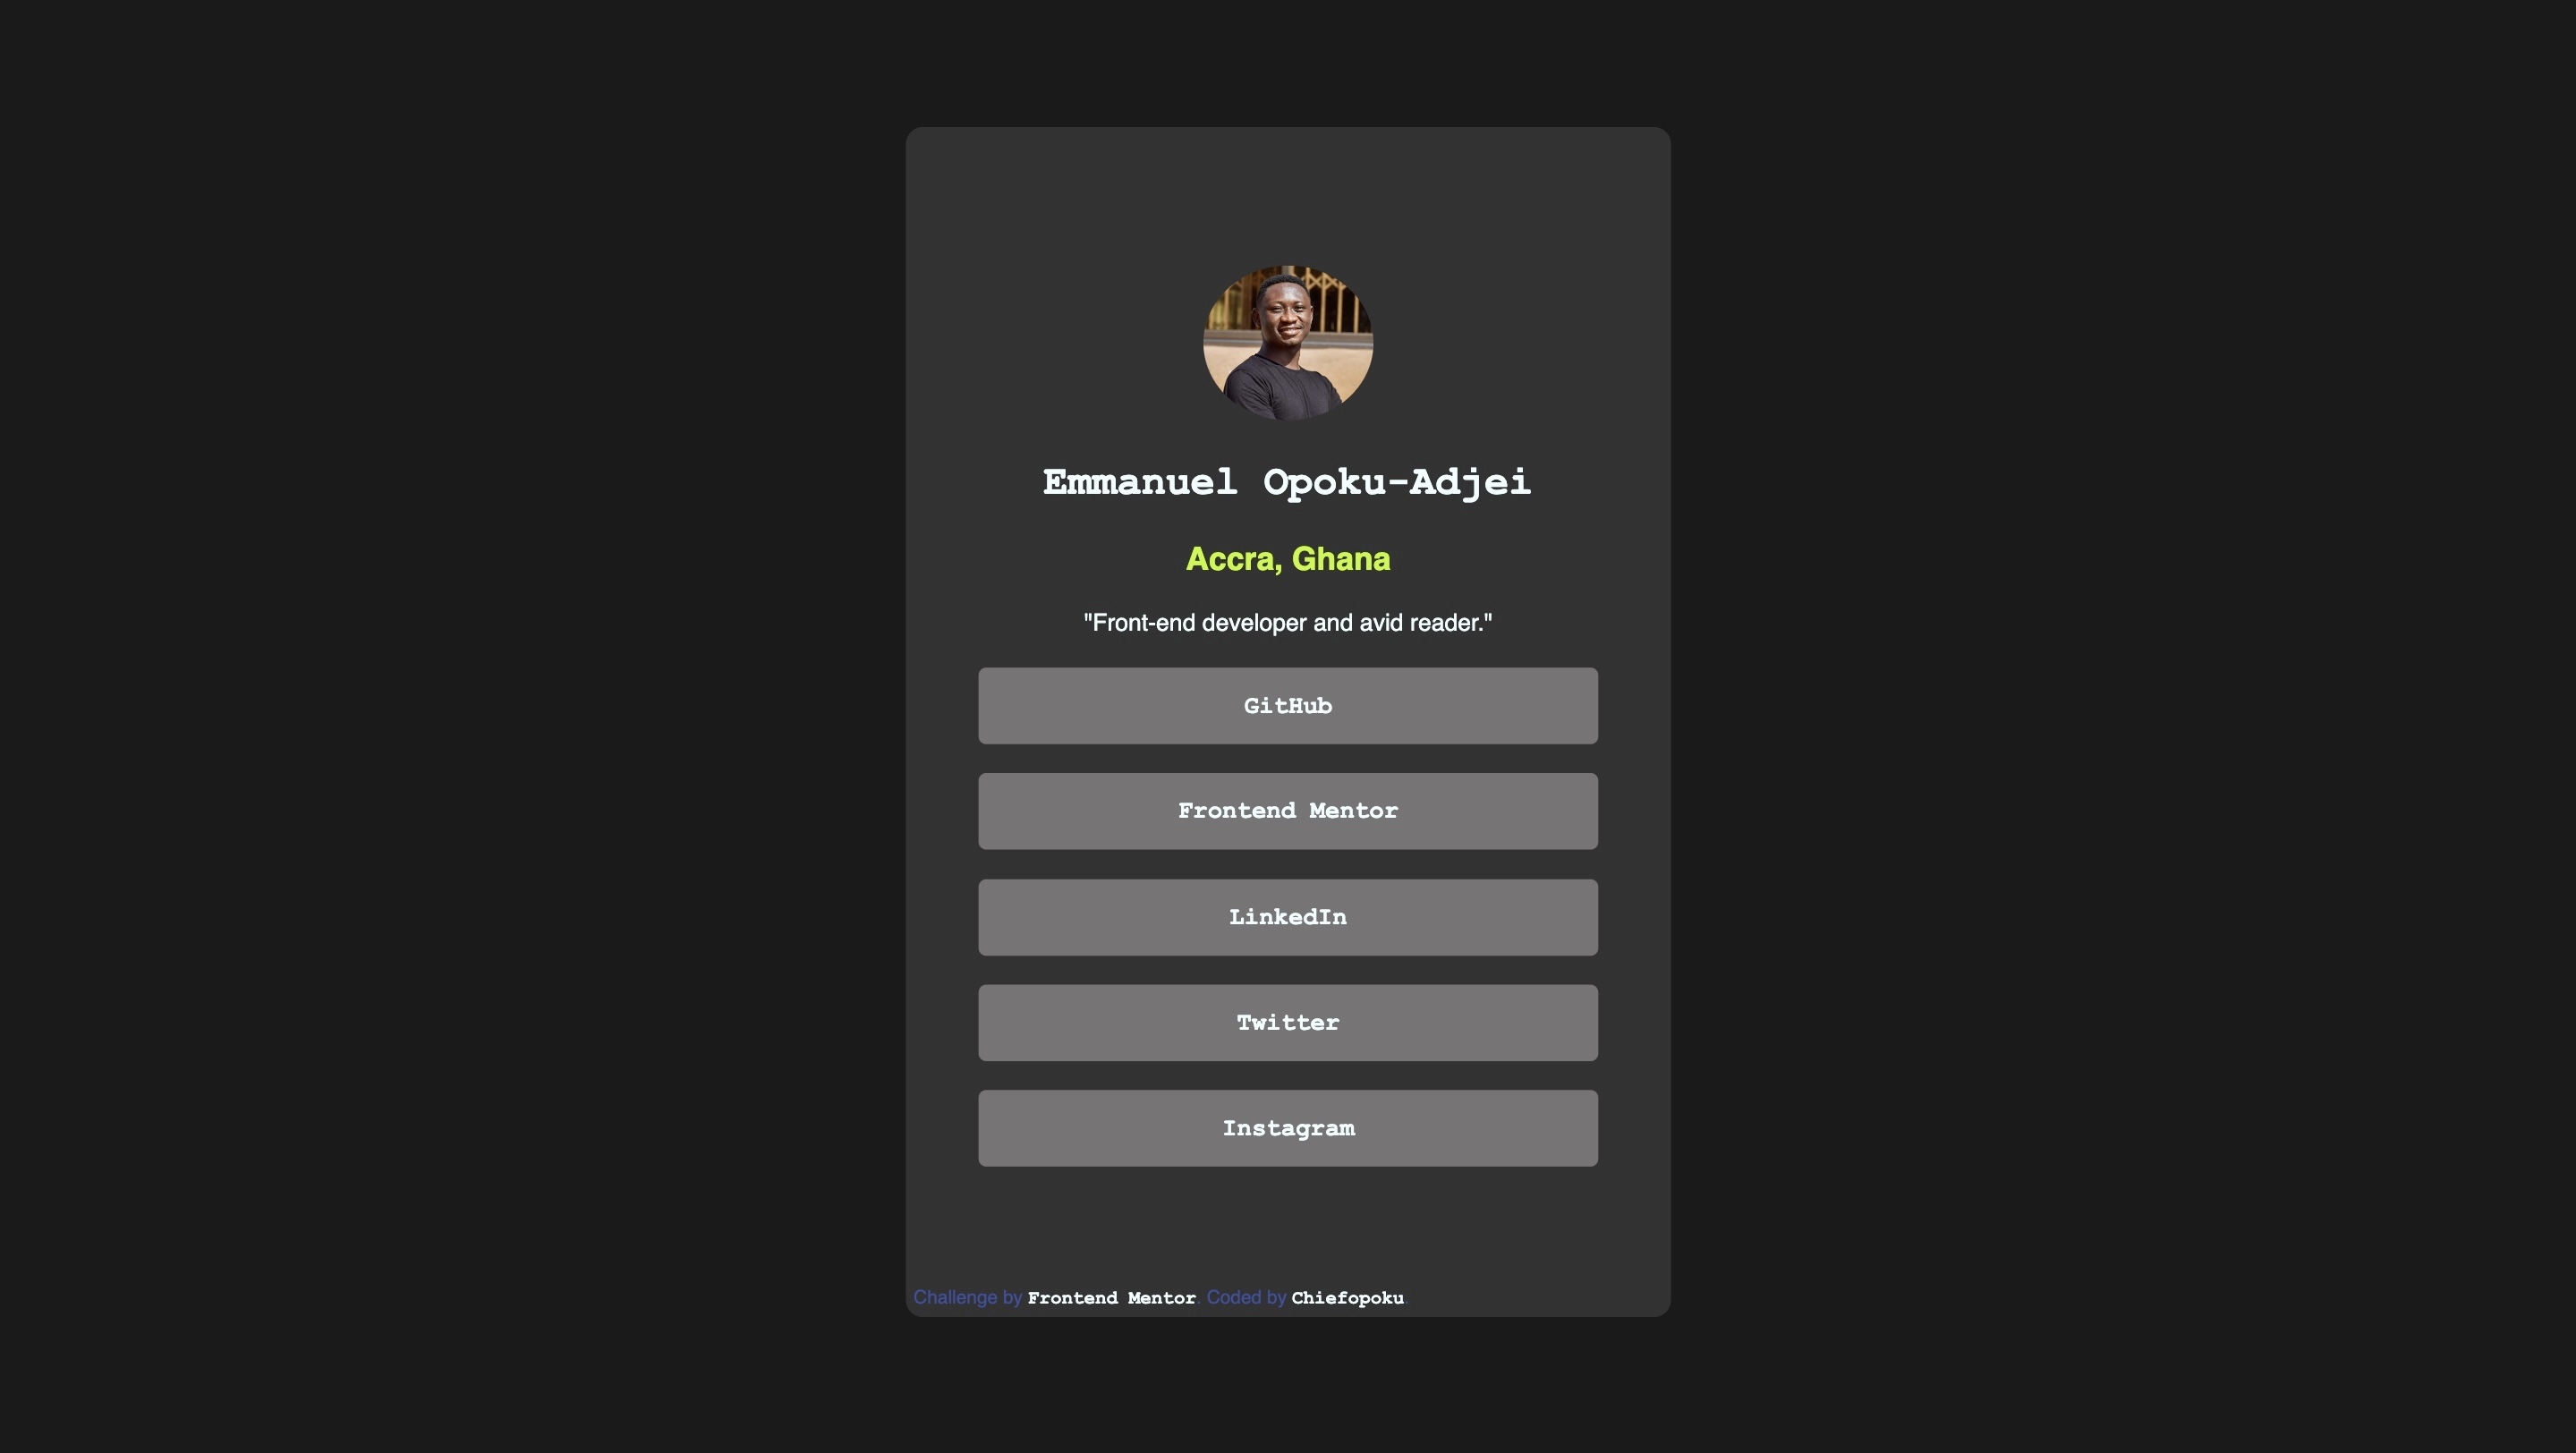 Emmanuel Opoku-Adjei
Accra, Ghana
"Front-end developer and avid reader."
GitHub
Frontend Mentor
LinkedIn
Twitter
Instagram
Challenge by Frontend Mentor. Coded by Chiefopoku.